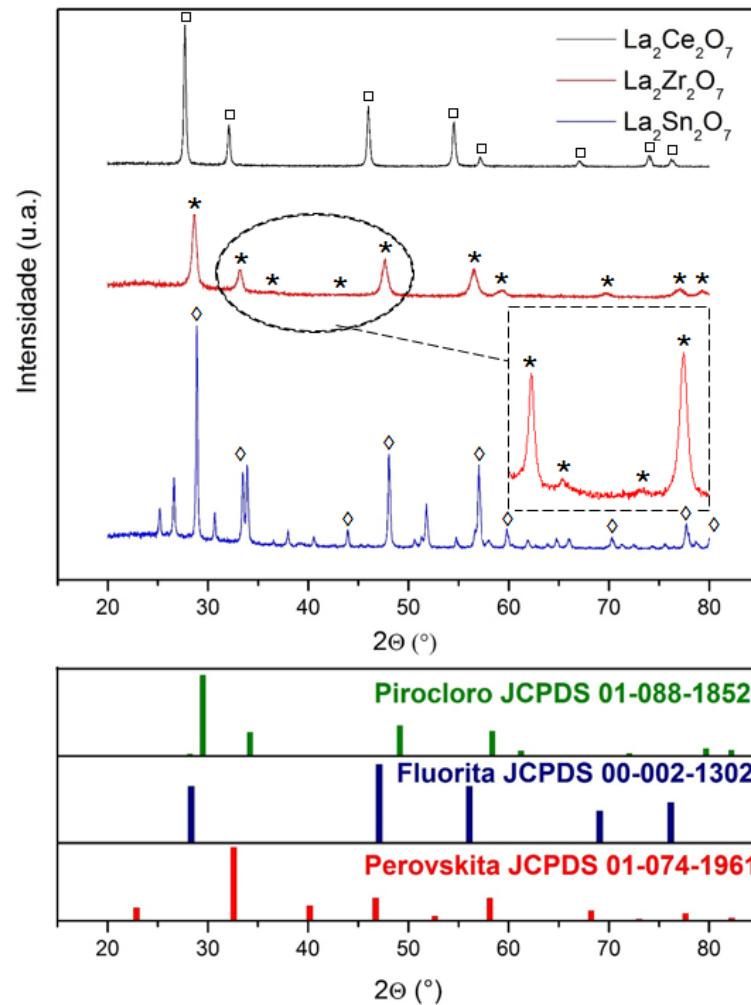 La₂Ce₂O₇
La₂Zr₂O₇
La₂Sn₂O₇
Intensidade (u.a.)
20 30 40 50 60 70 80
2Θ (°)
Pirocloro JCPDS 01-088-1852
Fluorita JCPDS 00-002-1302
Perovskita JCPDS 01-074-1961
20 30 40 50 60 70 80
2Θ (°)